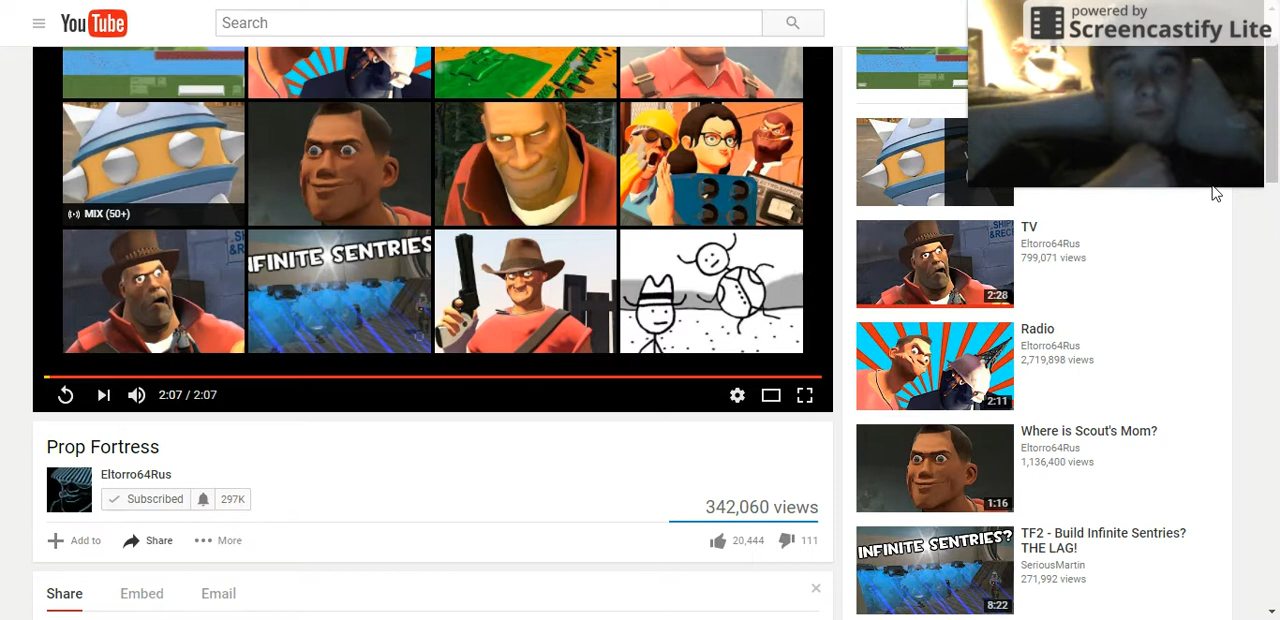 YouTube
Search
powered by
Screencastify Lite
MIX (50+)
INFINITE SENTRIES
2:07 / 2:07
Prop Fortress
Eltorro64Rus
Subscribed
297K
342,060 views
Add to
Share
More
20,444
111
Share
Embed
Email
TV
Eltorro64Rus
799,071 views
2:28
Radio
Eltorro64Rus
2,719,898 views
2:11
Where is Scout's Mom?
Eltorro64Rus
1,136,400 views
1:16
INFINITE SENTRIES?
TF2 - Build Infinite Sentries?
THE LAG!
SeriousMartin
271,992 views
8:22